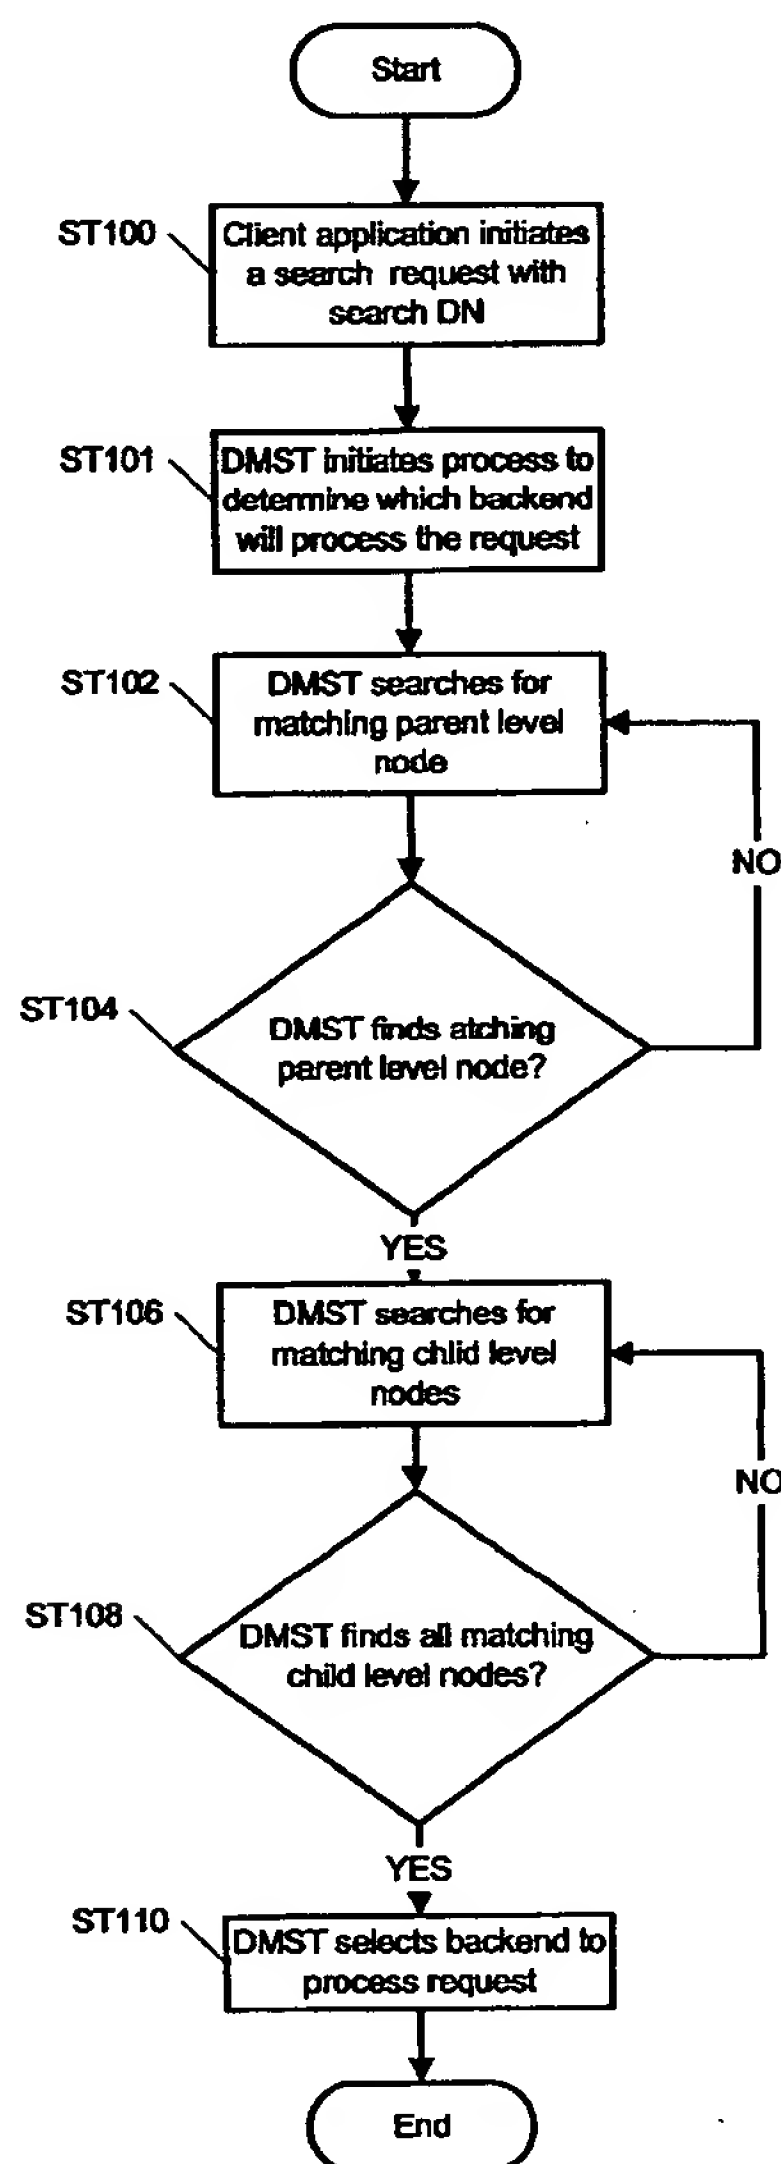 Start
ST100
Client application initiates
a search request with
search DN
ST101
DMST initiates process to
determine which backend
will process the request
ST102
DMST searches for
matching parent level
node
NO
ST104
DMST finds atching
parent level node?
YES
ST106
DMST searches for
matching chlid level
nodes
NO
ST108
DMST finds all matching
child level nodes?
YES
ST110
DMST selects backend to
process request
End